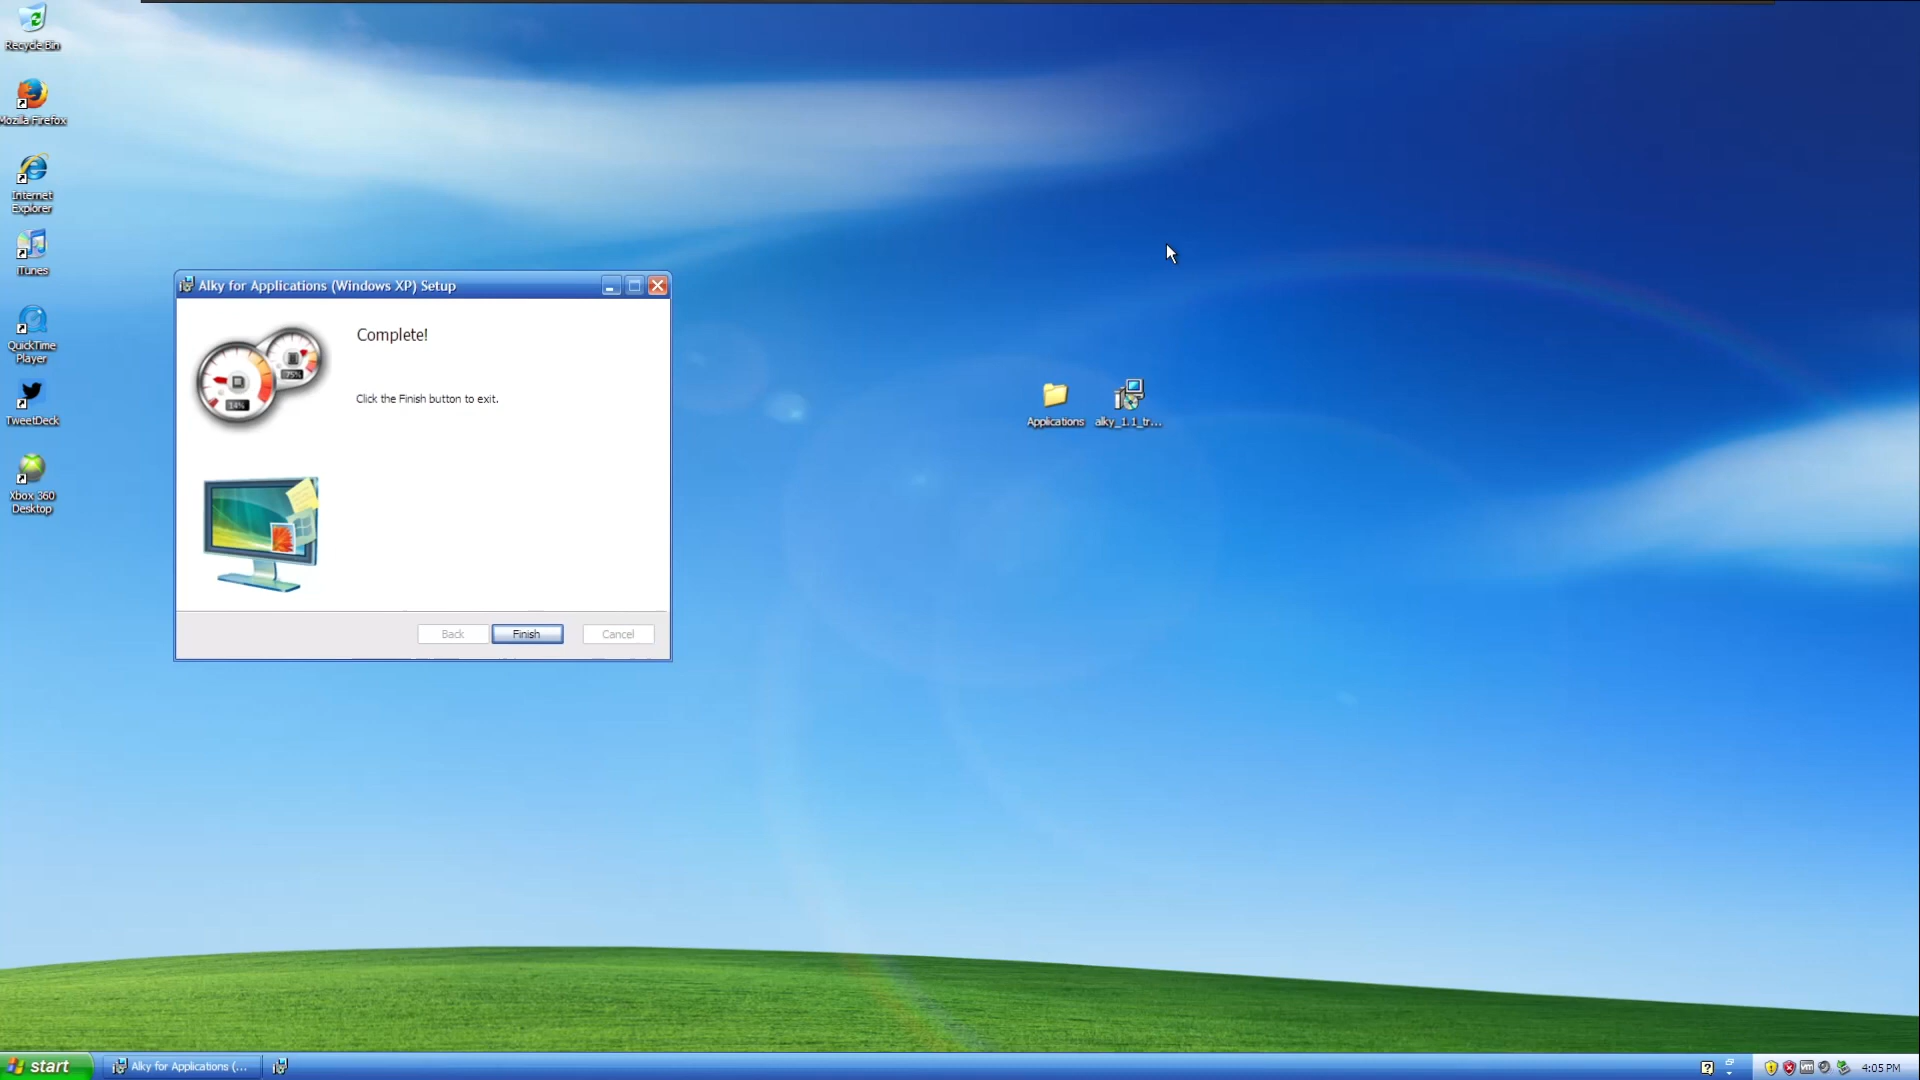 Recycle Bin
Mozilla Firefox
Internet
Explorer
iTunes
QuickTime
Player
TweetDeck
Xbox 360
Desktop
Alky for Applications (Windows XP) Setup
Complete!
Click the Finish button to exit.
14%
75%
Back
Finish
Cancel
Applications
alky_1.1_tr...
start
Alky for Applications (...
4:05 PM